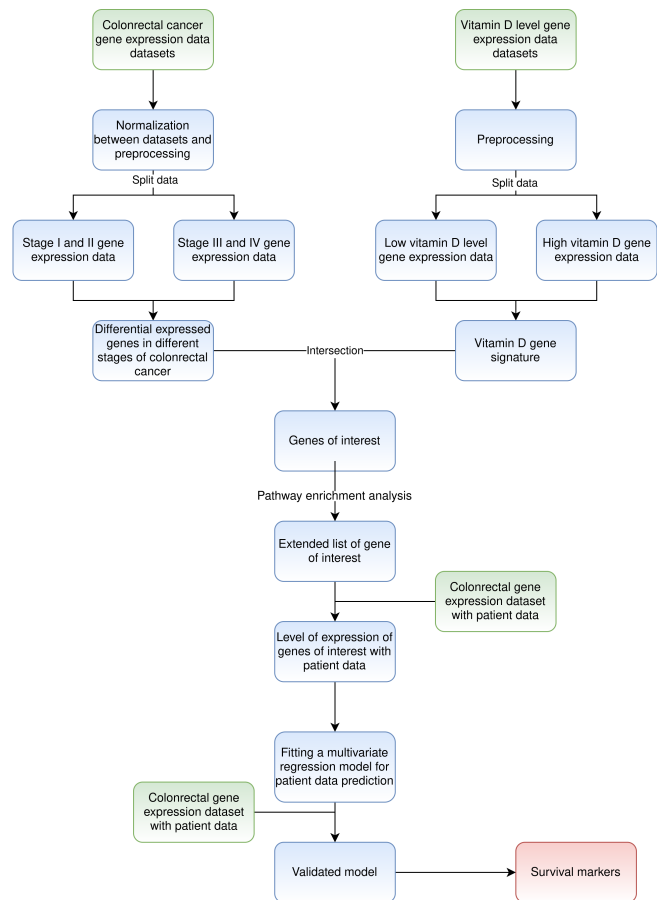 Colonrectal cancer
gene expression data
datasets
Vitamin D level gene
expression data
datasets
Normalization
between datasets and
preprocessing
Preprocessing
Split data
Split data
Stage I and II gene
expression data
Stage III and IV gene
expression data
Low vitamin D level
gene expression data
High vitamin D gene
expression data
Differential expressed
genes in different
stages of colonrectal
cancer
Intersection
Vitamin D gene
signature
Genes of interest
Pathway enrichment analysis
Extended list of gene
of interest
Colonrectal gene
expression dataset
with patient data
Level of expression of
genes of interest with
patient data
Fitting a multivariate
regression model for
patient data prediction
Colonrectal gene
expression dataset
with patient data
Validated model
Survival markers